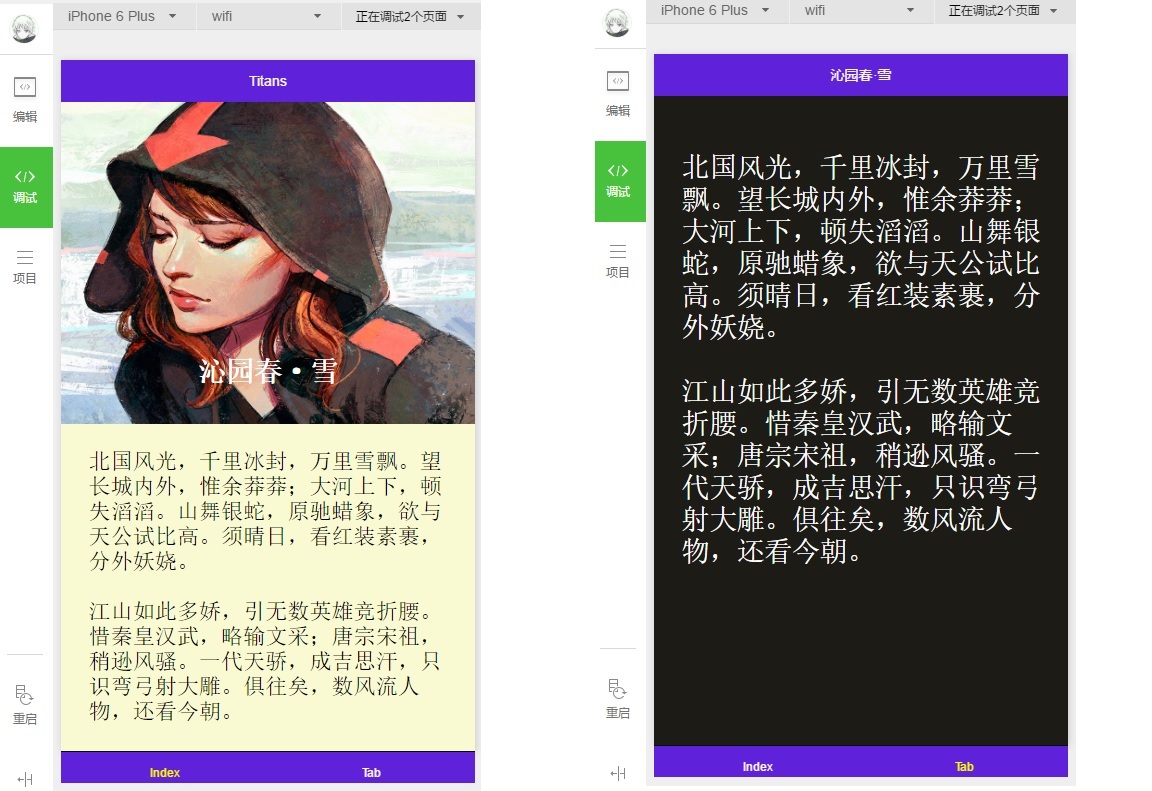 iPhone 6 Plus wifi 正在调试2个页面
编辑
调试
项目
重启
Titans
沁园春·雪
北国风光，千里冰封，万里雪飘。望
长城内外，惟余莽莽；大河上下，顿
失滔滔。山舞银蛇，原驰蜡象，欲与
天公试比高。须晴日，看红装素裹，
分外妖娆。
江山如此多娇，引无数英雄竞折腰。
惜秦皇汉武，略输文采；唐宗宋祖，
稍逊风骚。一代天骄，成吉思汗，只
识弯弓射大雕。俱往矣，数风流人
物，还看今朝。
Index Tab
iPhone 6 Plus wifi 正在调试2个页面
编辑
调试
项目
重启
沁园春·雪
北国风光，千里冰封，万里雪
飘。望长城内外，惟余莽莽；
大河上下，顿失滔滔。山舞银
蛇，原驰蜡象，欲与天公试比
高。须晴日，看红装素裹，分
外妖娆。
江山如此多娇，引无数英雄竞
折腰。惜秦皇汉武，略输文
采；唐宗宋祖，稍逊风骚。一
代天骄，成吉思汗，只识弯弓
射大雕。俱往矣，数风流人
物，还看今朝。
Index Tab